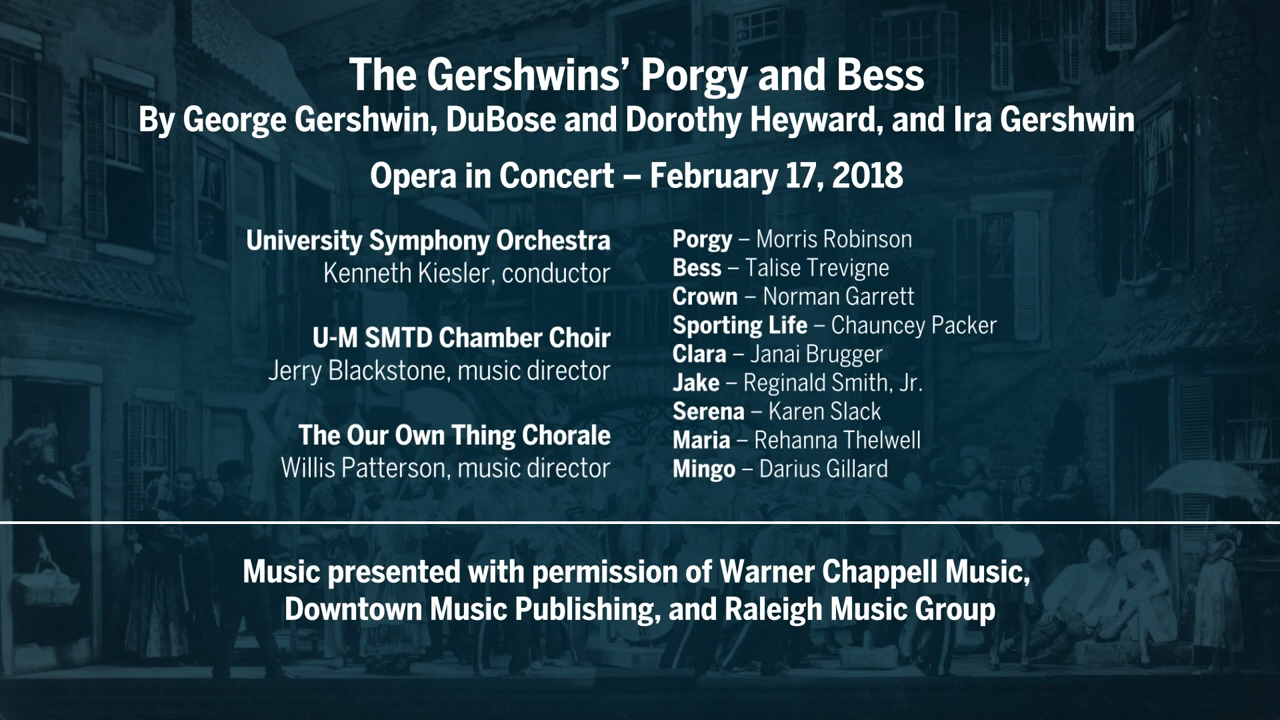 The Gershwins’ Porgy and Bess
By George Gershwin, DuBose and Dorothy Heyward, and Ira Gershwin
Opera in Concert – February 17, 2018
University Symphony Orchestra
Kenneth Kiesler, conductor
U-M SMTD Chamber Choir
Jerry Blackstone, music director
The Our Own Thing Chorale
Willis Patterson, music director
Porgy – Morris Robinson
Bess – Talise Trevigne
Crown – Norman Garrett
Sporting Life – Chauncey Packer
Clara – Janai Brugger
Jake – Reginald Smith, Jr.
Serena – Karen Slack
Maria – Rehanna Thelwell
Mingo – Darius Gillard
Music presented with permission of Warner Chappell Music,
Downtown Music Publishing, and Raleigh Music Group